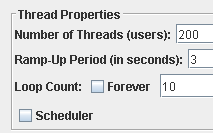 Thread Properties
Number of Threads (users): 200
Ramp-Up Period (in seconds): 3
Loop Count: Forever 10
Scheduler